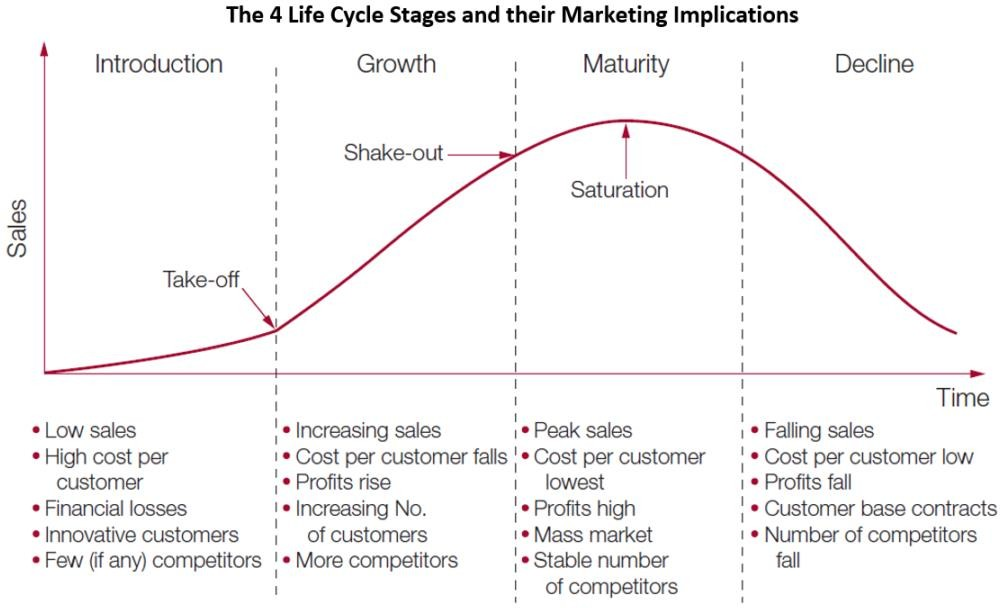 The 4 Life Cycle Stages and their Marketing Implications
Introduction
Growth
Maturity
Decline
Shake-out
Saturation
Sales
Take-off
Time
• Low sales
• High cost per
customer
• Financial losses
• Innovative customers
• Few (if any) competitors
• Increasing sales
• Cost per customer falls
• Profits rise
• Increasing No.
of customers
• More competitors
• Peak sales
• Cost per customer
lowest
• Profits high
• Mass market
• Stable number
of competitors
• Falling sales
• Cost per customer low
• Profits fall
• Customer base contracts
• Number of competitors
fall